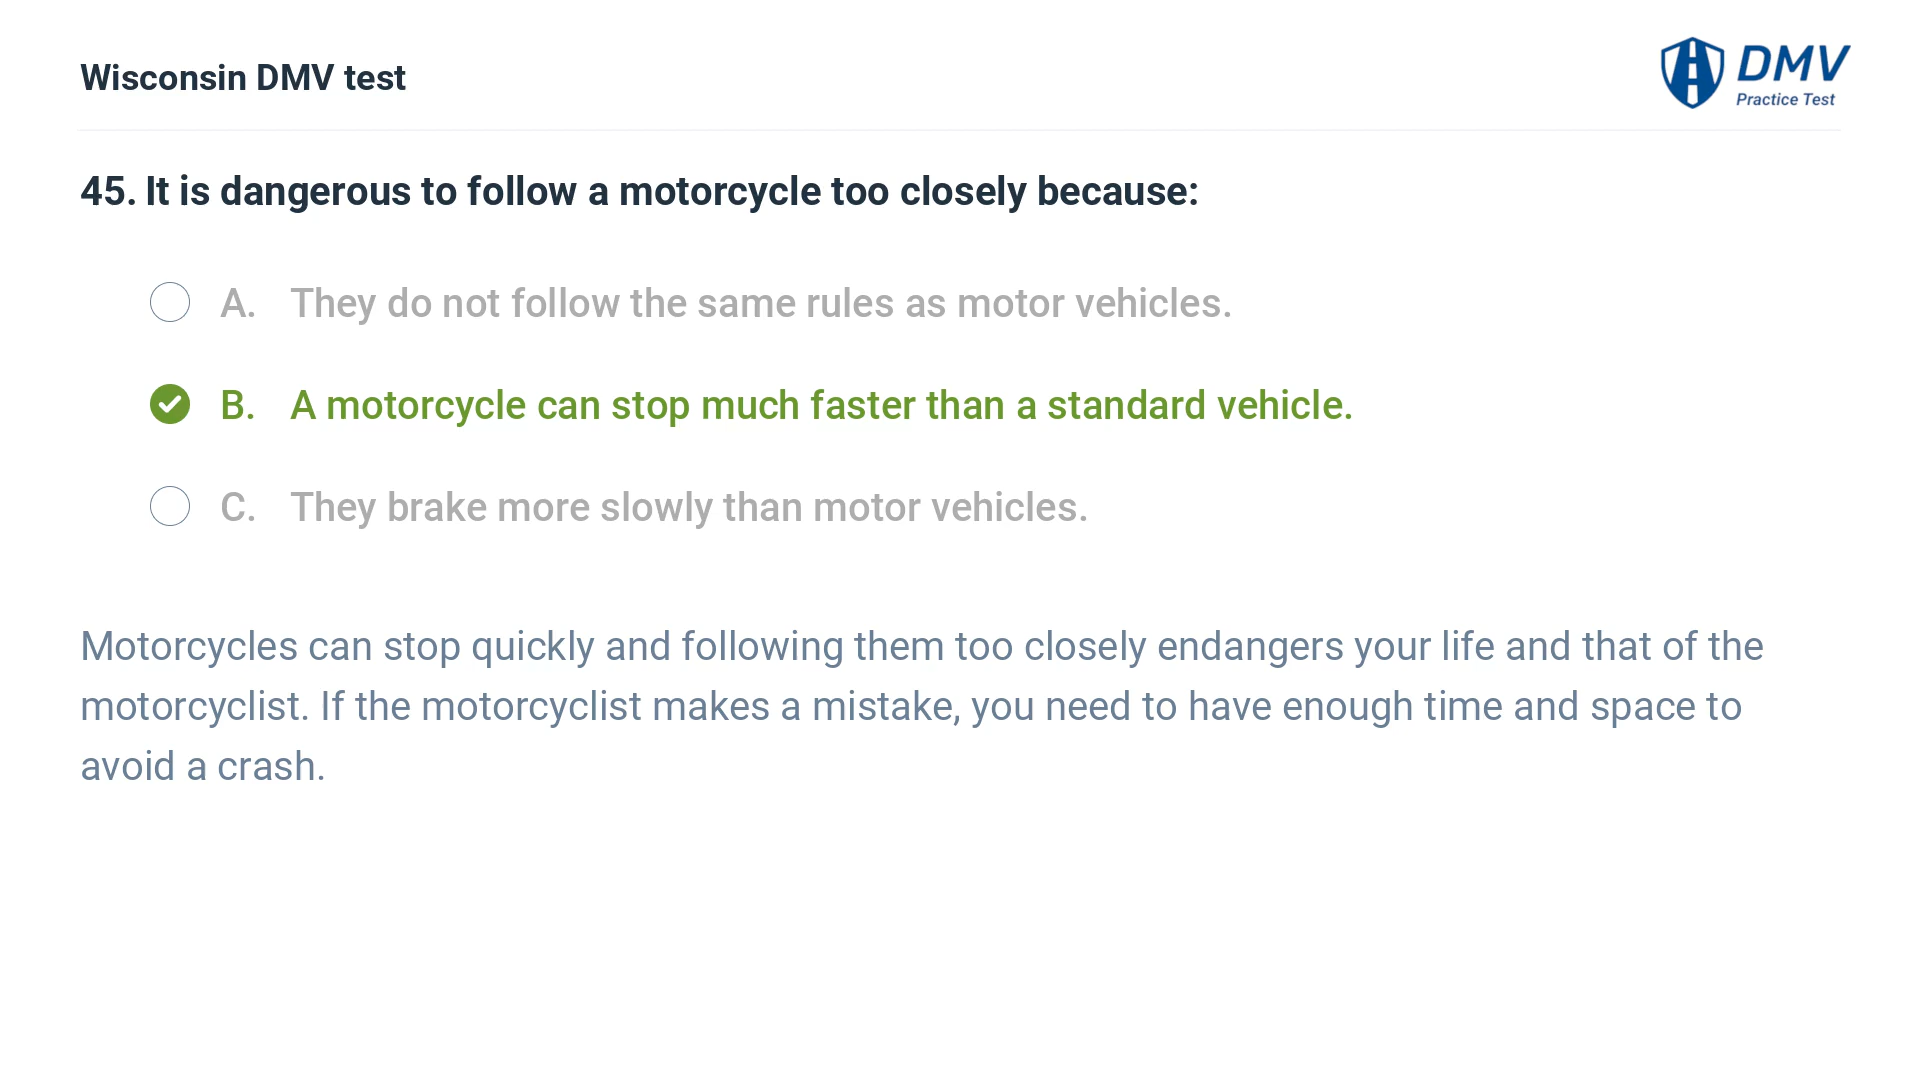 Wisconsin DMV test
DMV
Practice Test
45. It is dangerous to follow a motorcycle too closely because:
A. They do not follow the same rules as motor vehicles.
B. A motorcycle can stop much faster than a standard vehicle.
C. They brake more slowly than motor vehicles.
Motorcycles can stop quickly and following them too closely endangers your life and that of the
motorcyclist. If the motorcyclist makes a mistake, you need to have enough time and space to
avoid a crash.